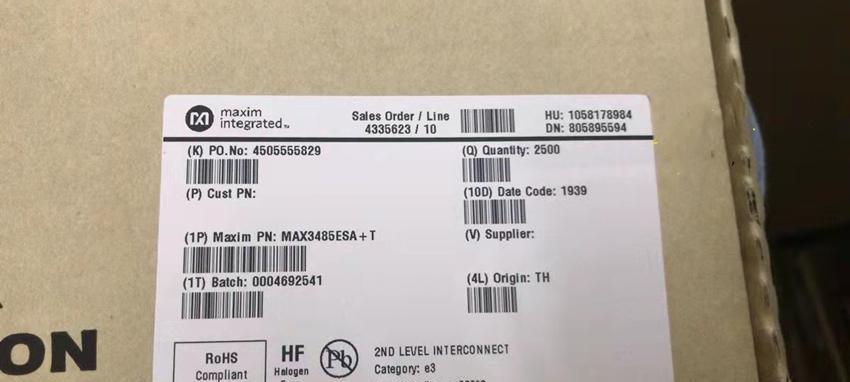 maxim
integrated™
Sales Order / Line
4335623 / 10
HU: 1058178984
DN: 805895594
(K) PO.No: 4505555829
(Q) Quantity: 2500
(P) Cust PN:
(10D) Date Code: 1939
(1P) Maxim PN: MAX3485ESA+T
(V) Supplier:
(1T) Batch: 0004692541
(4L) Origin: TH
ON
RoHS
Compliant
HF
Halogen
Pb
2ND LEVEL INTERCONNECT
Category: e3